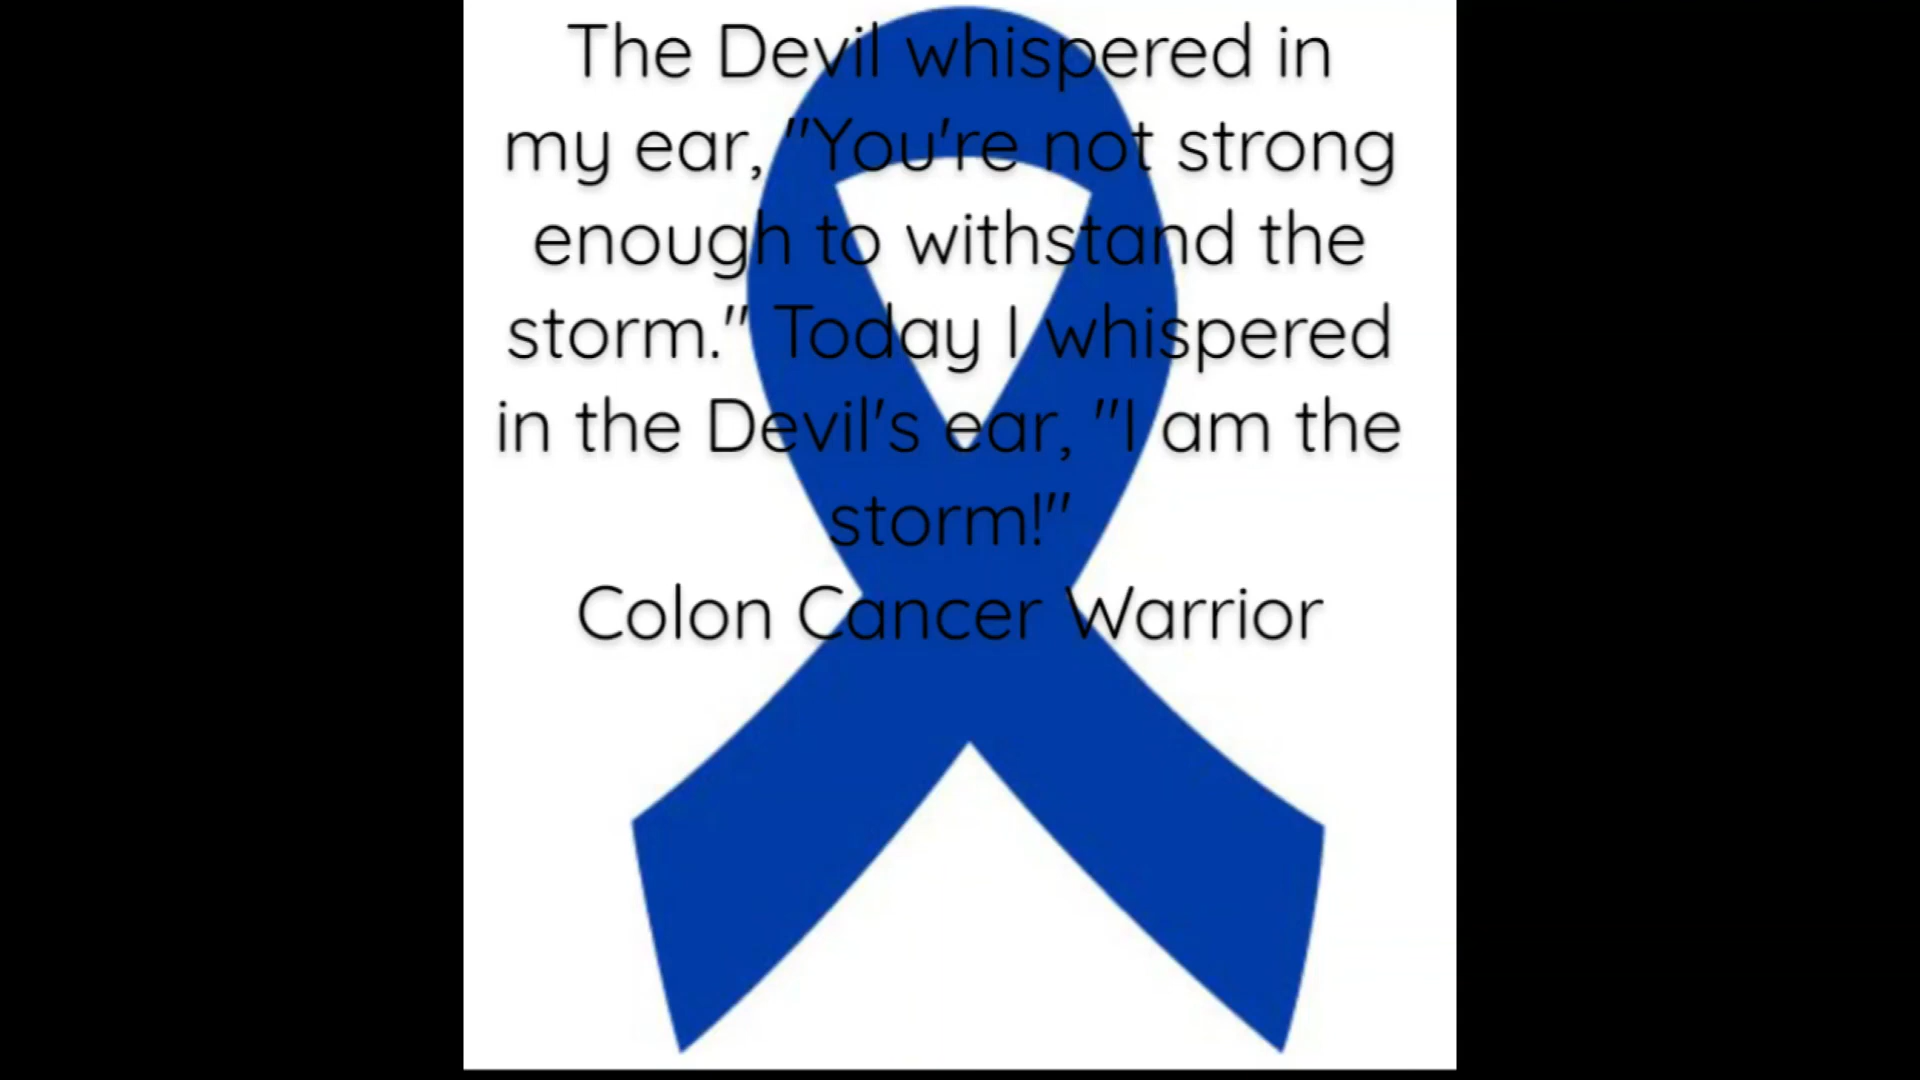 The Devil whispered in
my ear, "You're not strong
enough to withstand the
storm." Today I whispered
in the Devil's ear, "I am the
storm!"
Colon Cancer Warrior